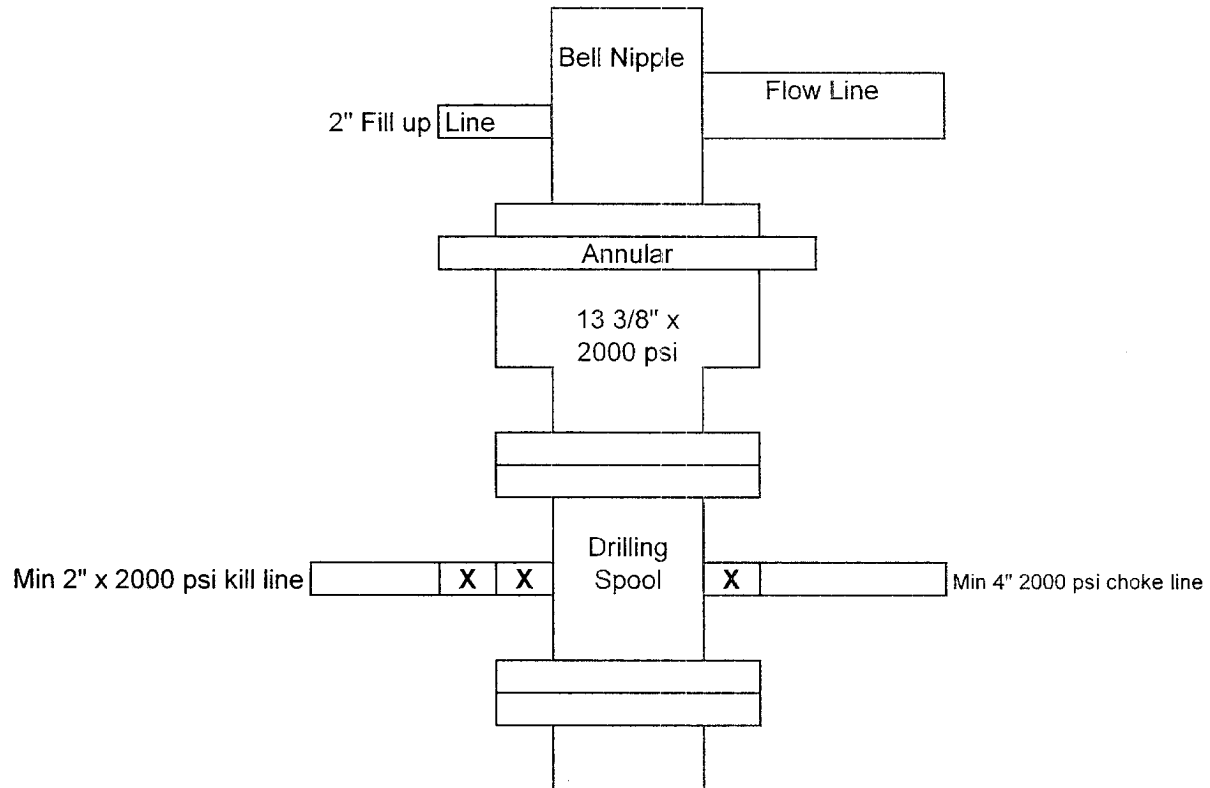 Bell Nipple
Flow Line
2" Fill up Line
Annular
13 3/8" x
2000 psi
Drilling
Spool
Min 2" x 2000 psi kill line
X X
X
Min 4" 2000 psi choke line